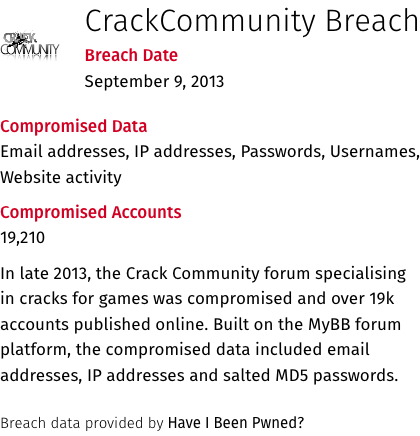 CrackCommunity Breach
CRACK
COMMUNITY
Breach Date
September 9, 2013
Compromised Data
Email addresses, IP addresses, Passwords, Usernames,
Website activity
Compromised Accounts
19,210
In late 2013, the Crack Community forum specialising
in cracks for games was compromised and over 19k
accounts published online. Built on the MyBB forum
platform, the compromised data included email
addresses, IP addresses and salted MD5 passwords.
Breach data provided by Have I Been Pwned?